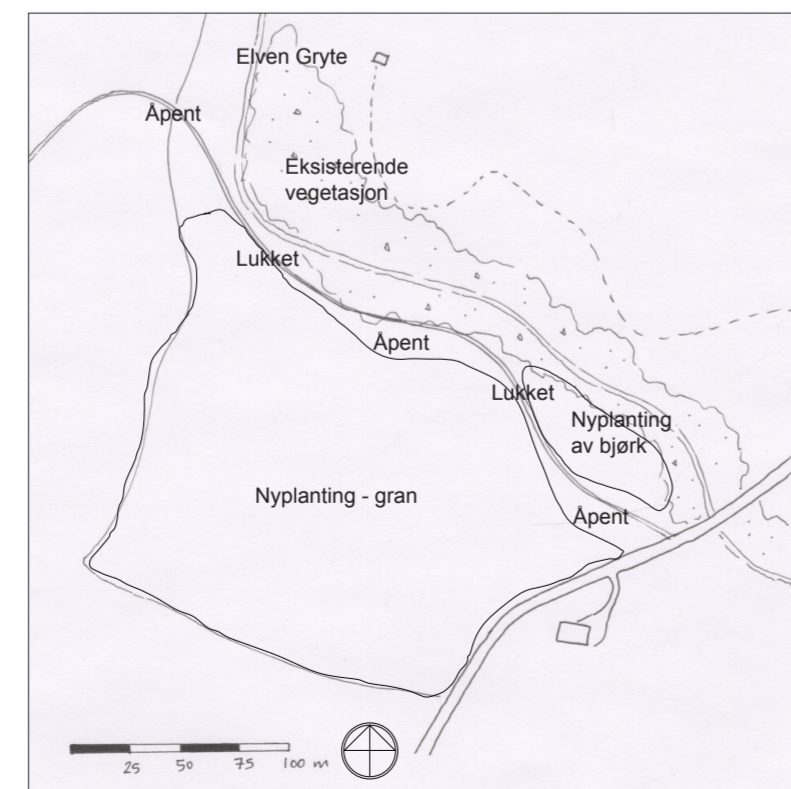 Elven Gryte
Åpent
Eksisterende
vegetasjon
Lukket
Åpent
Lukket
Nyplanting
av bjørk
Nyplanting - gran
Åpent
25 50 75 100 m